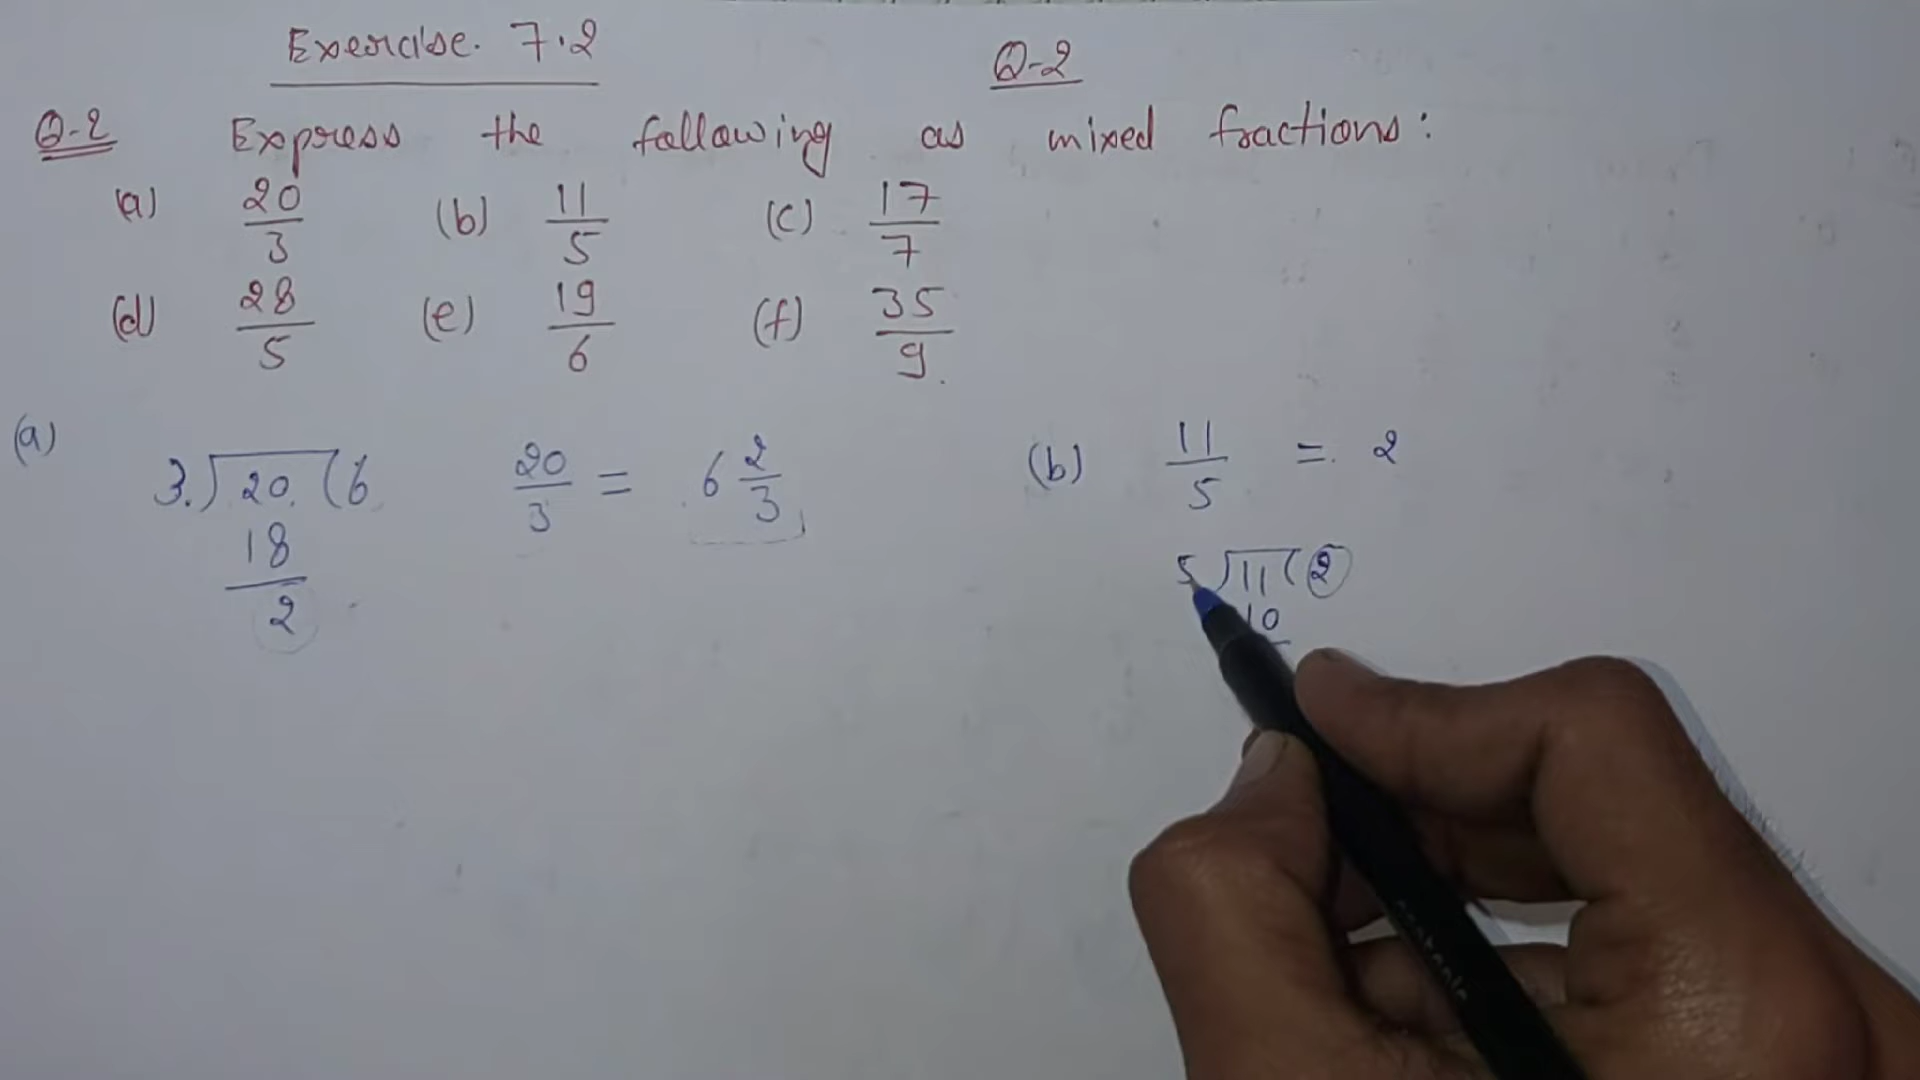 Exercise. 7.2
Q-2
Q-2 Express the following as mixed fractions:
(a) 20/3 (b) 11/5 (c) 17/7
(d) 28/5 (e) 19/6 (f) 35/9.
(a) 3.) 20. (6
18
2
20/3 = 6 2/3
(b) 11/5 = 2
5 ) 11 ( 2
10